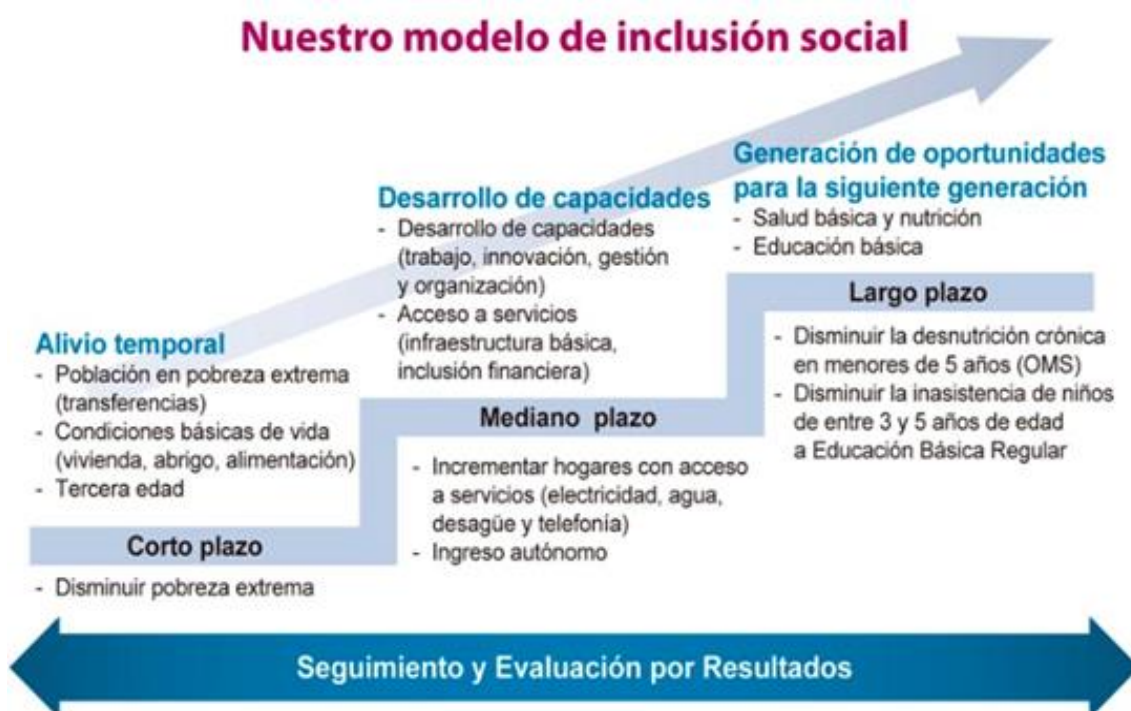 Nuestro modelo de inclusión social
Alivio temporal
- Población en pobreza extrema
(transferencias)
- Condiciones básicas de vida
(vivienda, abrigo, alimentación)
- Tercera edad
Corto plazo
- Disminuir pobreza extrema
Desarrollo de capacidades
- Desarrollo de capacidades
(trabajo, innovación, gestión
y organización)
- Acceso a servicios
(infraestructura básica,
inclusión financiera)
Mediano plazo
- Incrementar hogares con acceso
a servicios (electricidad, agua,
desagüe y telefonía)
- Ingreso autónomo
Generación de oportunidades
para la siguiente generación
- Salud básica y nutrición
- Educación básica
Largo plazo
- Disminuir la desnutrición crónica
en menores de 5 años (OMS)
- Disminuir la inasistencia de niños
de entre 3 y 5 años de edad
a Educación Básica Regular
Seguimiento y Evaluación por Resultados